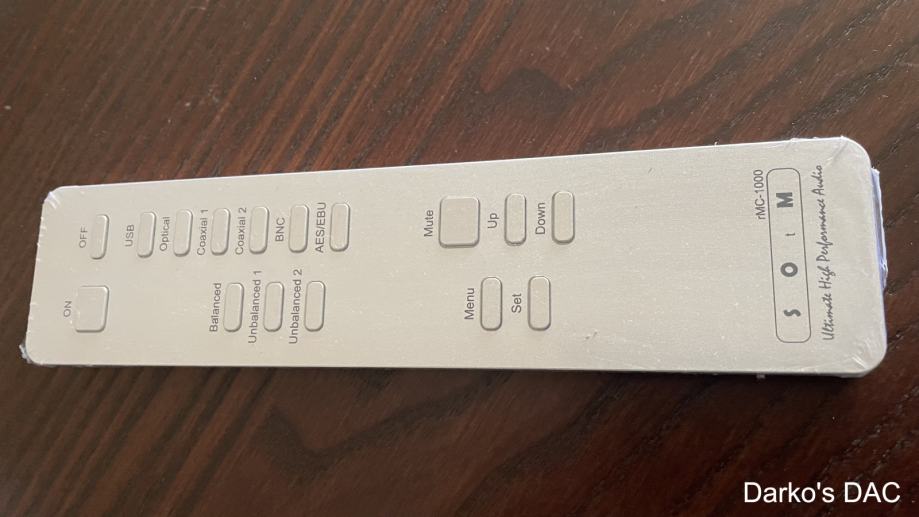 ON
OFF
USB
Optical
Coaxial 1
Coaxial 2
BNC
AES/EBU
Balanced
Unbalanced 1
Unbalanced 2
Mute
Up
Down
Menu
Set
rMC-1000
SOtM
Ultimate High Performance Audio
Darko's DAC